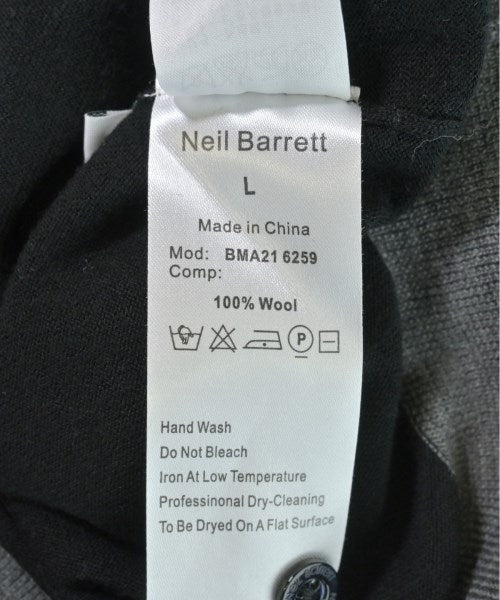 Neil Barrett
L
Made in China
Mod: BMA21 6259
Comp:
100% Wool
P
Hand Wash
Do Not Bleach
Iron At Low Temperature
Professinonal Dry-Cleaning
To Be Dryed On A Flat Surface